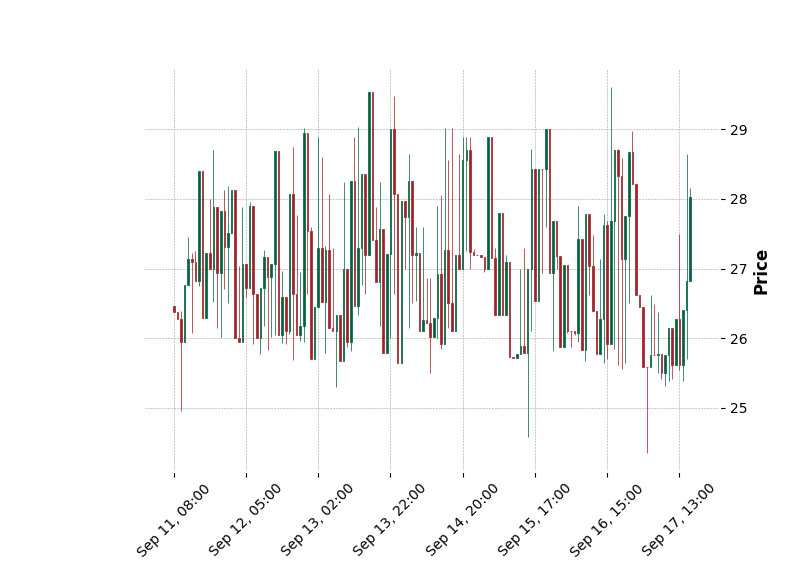 29
28
27
26
25
Price
Sep 11, 08:00
Sep 12, 05:00
Sep 13, 02:00
Sep 13, 22:00
Sep 14, 20:00
Sep 15, 17:00
Sep 16, 15:00
Sep 17, 13:00